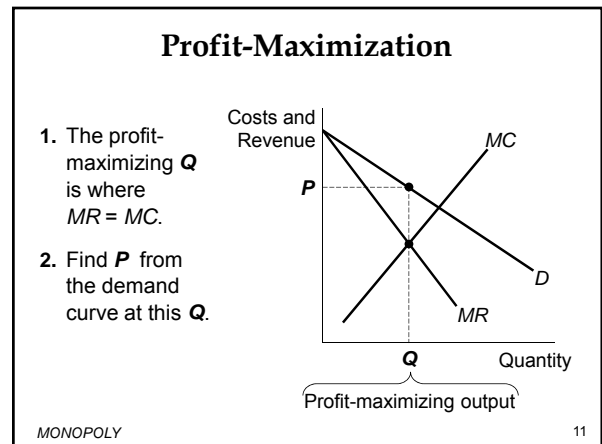 Profit-Maximization
1. The profit-
maximizing Q
is where
MR = MC.
2. Find P from
the demand
curve at this Q.
Costs and
Revenue
MC
P
D
MR
Q
Quantity
Profit-maximizing output
MONOPOLY
11